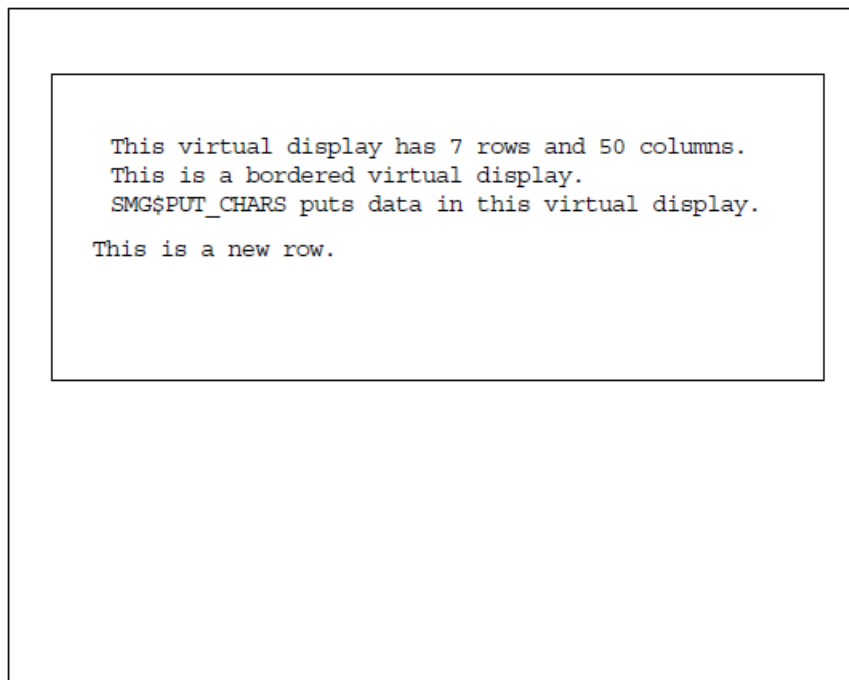 This virtual display has 7 rows and 50 columns.
This is a bordered virtual display.
SMG$PUT_CHARS puts data in this virtual display.
This is a new row.